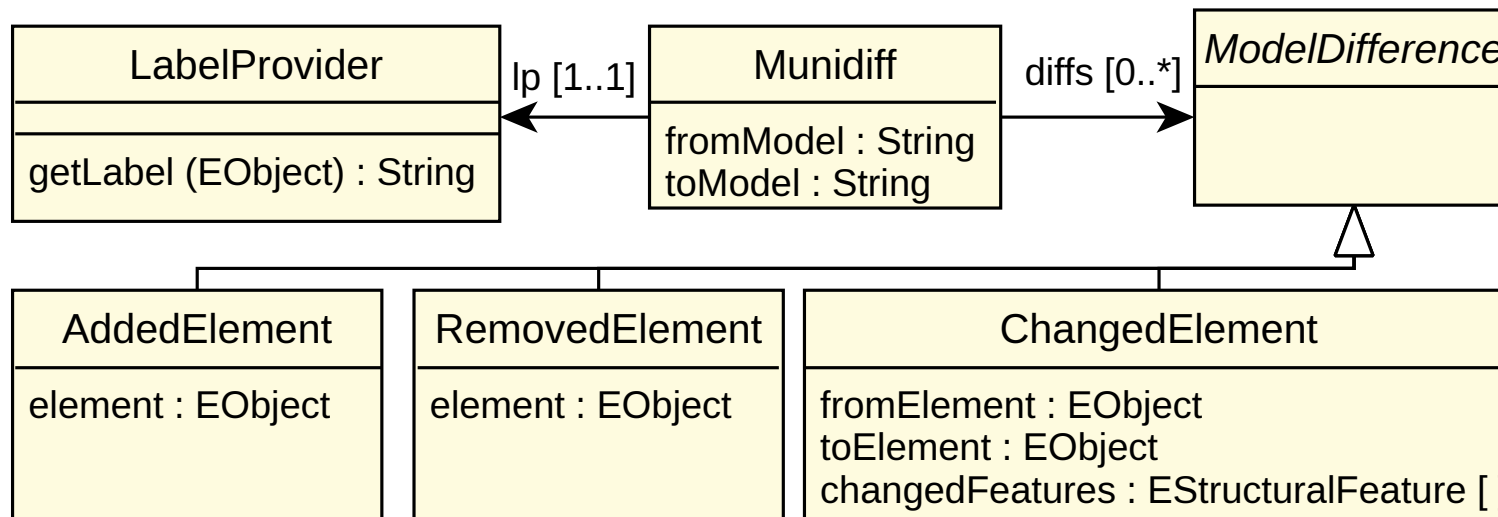 LabelProvider
lp [1..1]
Munidiff
diffs [0..*]
ModelDifference
getLabel (EObject) : String
fromModel : String
toModel : String
AddedElement
element : EObject
RemovedElement
element : EObject
ChangedElement
fromElement : EObject
toElement : EObject
changedFeatures : EStructuralFeature [